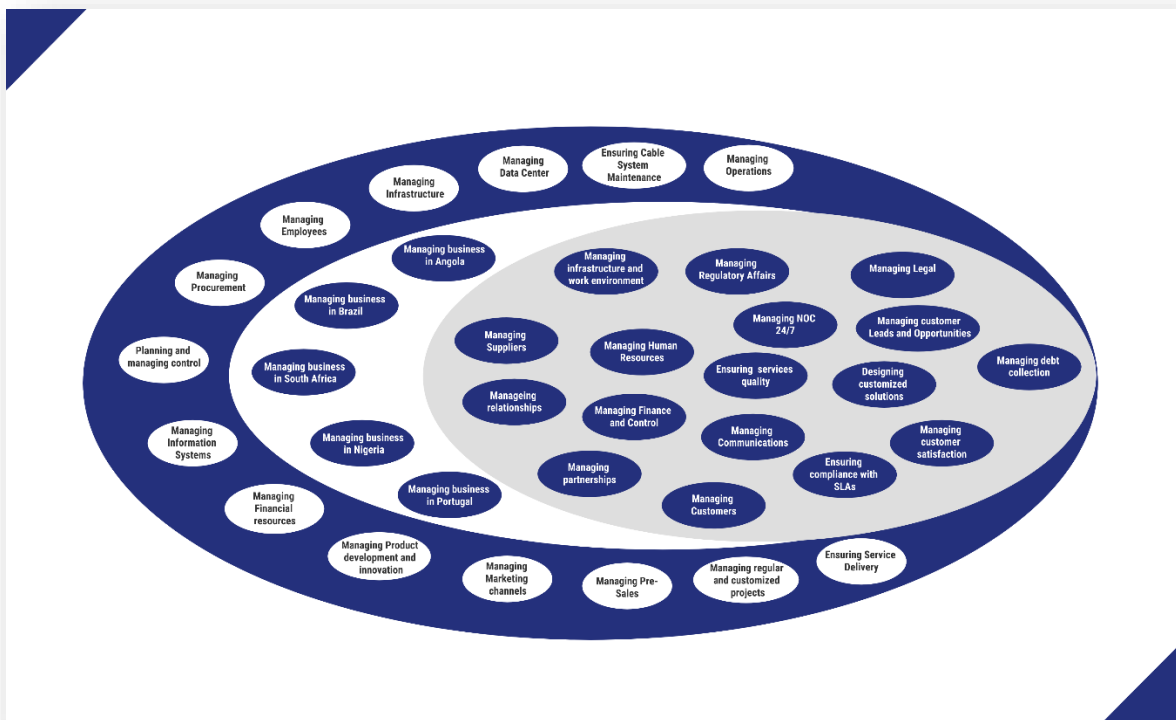 Managing
Data Center
Ensuring Cable
System
Maintenance
Managing
Operations
Managing
Infrastructure
Managing
Employees
Managing
Procurement
Planning and
managing control
Managing
Information
Systems
Managing
Financial
resources
Managing Product
development and
innovation
Managing
Marketing
channels
Managing Pre-
Sales
Managing regular
and customized
projects
Ensuring Service
Delivery
Managing business
in Angola
Managing business
in Brazil
Managing business
in South Africa
Managing business
in Nigeria
Managing business
in Portugal
Managing
infrastructure and
work environment
Managing
Regulatory Affairs
Managing Legal
Managing
Suppliers
Managing Human
Resources
Managing NOC
24/7
Managing customer
Leads and Opportunities
Managing debt
collection
Ensuring services
quality
Designing
customized
solutions
Manageing
relationships
Managing Finance
and Control
Managing
Communications
Managing
customer
satisfaction
Managing
partnerships
Ensuring
compliance with
SLAs
Managing
Customers